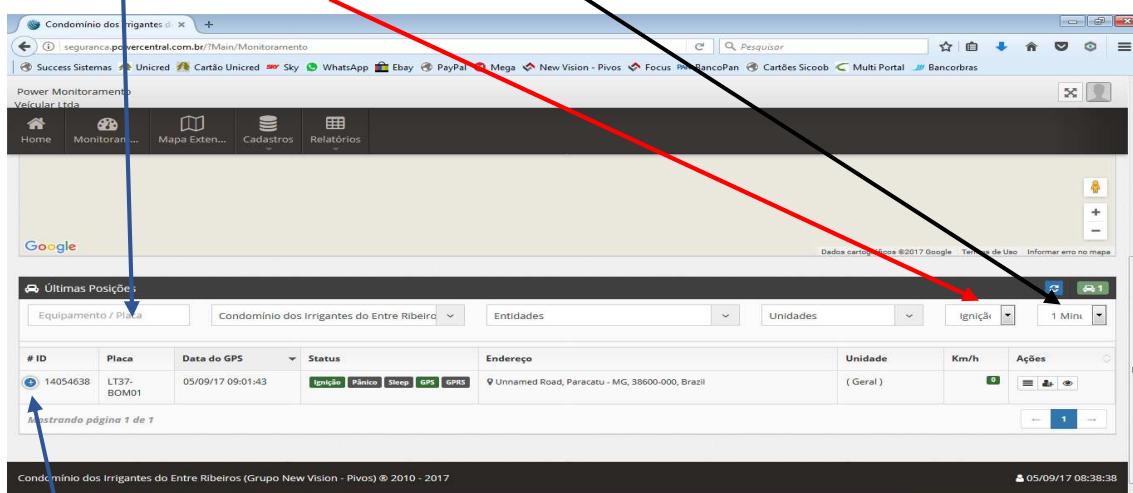 Condomínio dos Irrigantes d
seguranca.powercentral.com.br/?Main/Monitoramento
Pesquisar
Success Sistemas Unicred Cartão Unicred sky Sky WhatsApp Ebay PayPal Mega New Vision - Pivos Focus BancoPan Cartões Sicoob Multi Portal Bancorbras
Power Monitoramento
Veícular Ltda
Home Monitoram... Mapa Exten... Cadastros Relatórios
Google
Dados cartográficos ©2017 Google Termos de Uso Informar erro no mapa
Últimas Posições 1
Equipamento / Placa Condomínio dos Irrigantes do Entre Ribeiro Entidades Unidades Igniçã 1 Minu
# ID Placa Data do GPS Status Endereço Unidade Km/h Ações
14054638 LT37-BOM01 05/09/17 09:01:43 Ignição Pânico Sleep GPS GPRS Unnamed Road, Paracatu - MG, 38600-000, Brazil ( Geral ) 0
Mostrando página 1 de 1 ← 1 →
Condomínio dos Irrigantes do Entre Ribeiros (Grupo New Vision - Pivos) ® 2010 - 2017 05/09/17 08:38:38